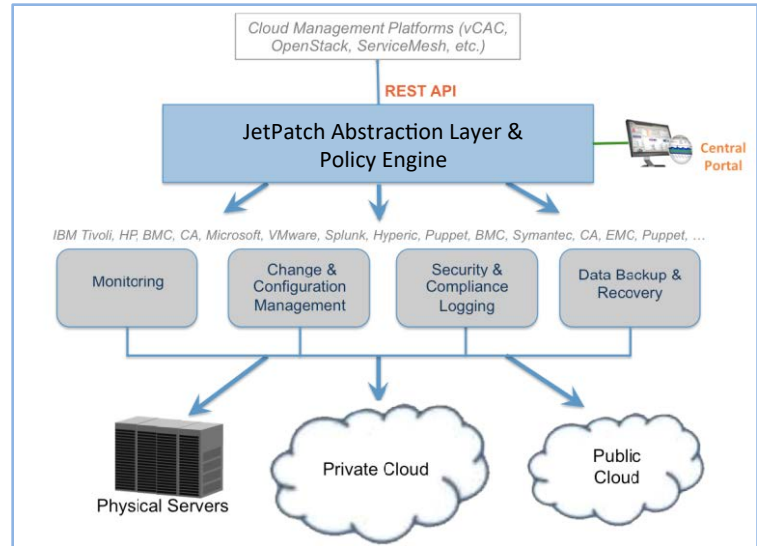 Cloud Management Platforms (vCAC,
OpenStack, ServiceMesh, etc.)
REST API
JetPatch Abstraction Layer &
Policy Engine
Central
Portal
IBM Tivoli, HP, BMC, CA, Microsoft, VMware, Splunk, Hyperic, Puppet, BMC, Symantec, CA, EMC, Puppet, …
Monitoring
Change &
Configuration
Management
Security &
Compliance
Logging
Data Backup &
Recovery
Physical Servers
Private Cloud
Public
Cloud